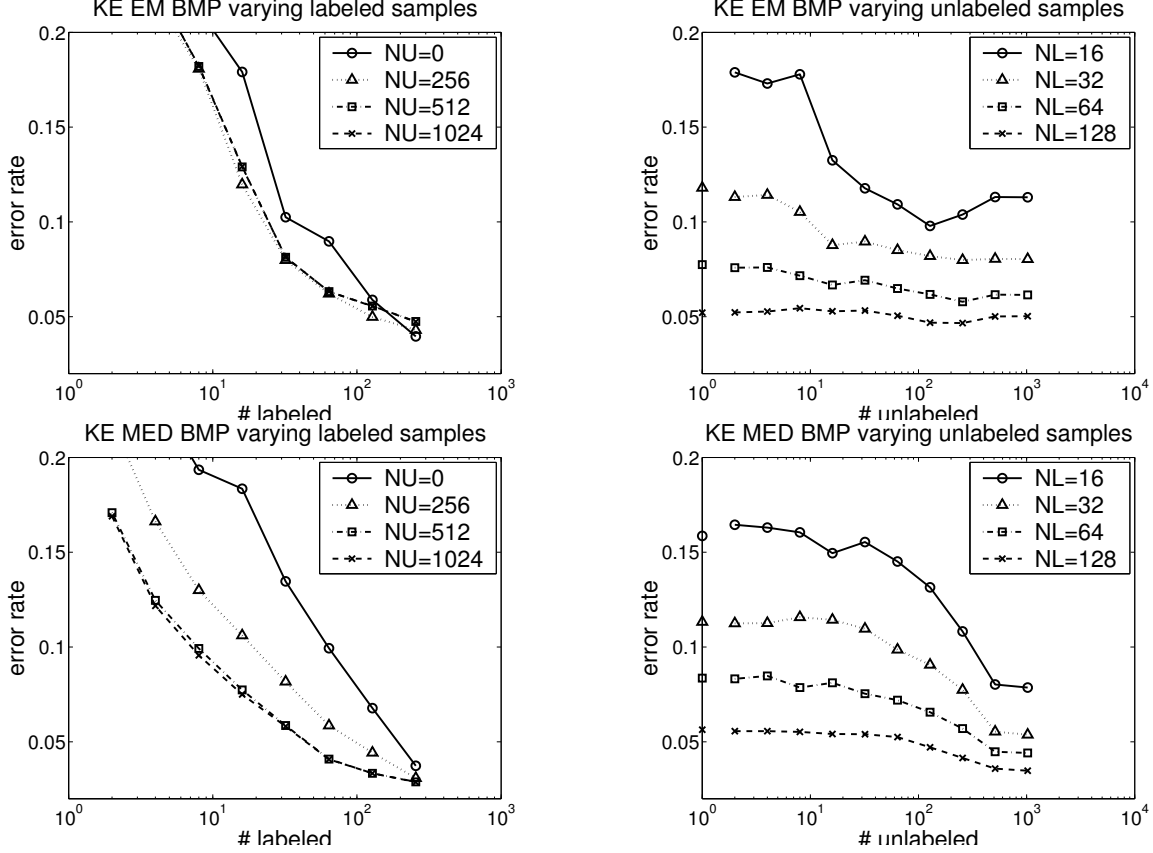 KE EM BMP varying labeled samples
0.2
0.15
0.1
0.05
error rate
10^0
10^1
10^2
10^3
# labeled
NU=0
NU=256
NU=512
NU=1024
KE EM BMP varying unlabeled samples
0.2
0.15
0.1
0.05
error rate
10^0
10^1
10^2
10^3
10^4
# unlabeled
NL=16
NL=32
NL=64
NL=128
KE MED BMP varying labeled samples
0.2
0.15
0.1
0.05
error rate
10^0
10^1
10^2
10^3
# labeled
NU=0
NU=256
NU=512
NU=1024
KE MED BMP varying unlabeled samples
0.2
0.15
0.1
0.05
error rate
10^0
10^1
10^2
10^3
10^4
# unlabeled
NL=16
NL=32
NL=64
NL=128